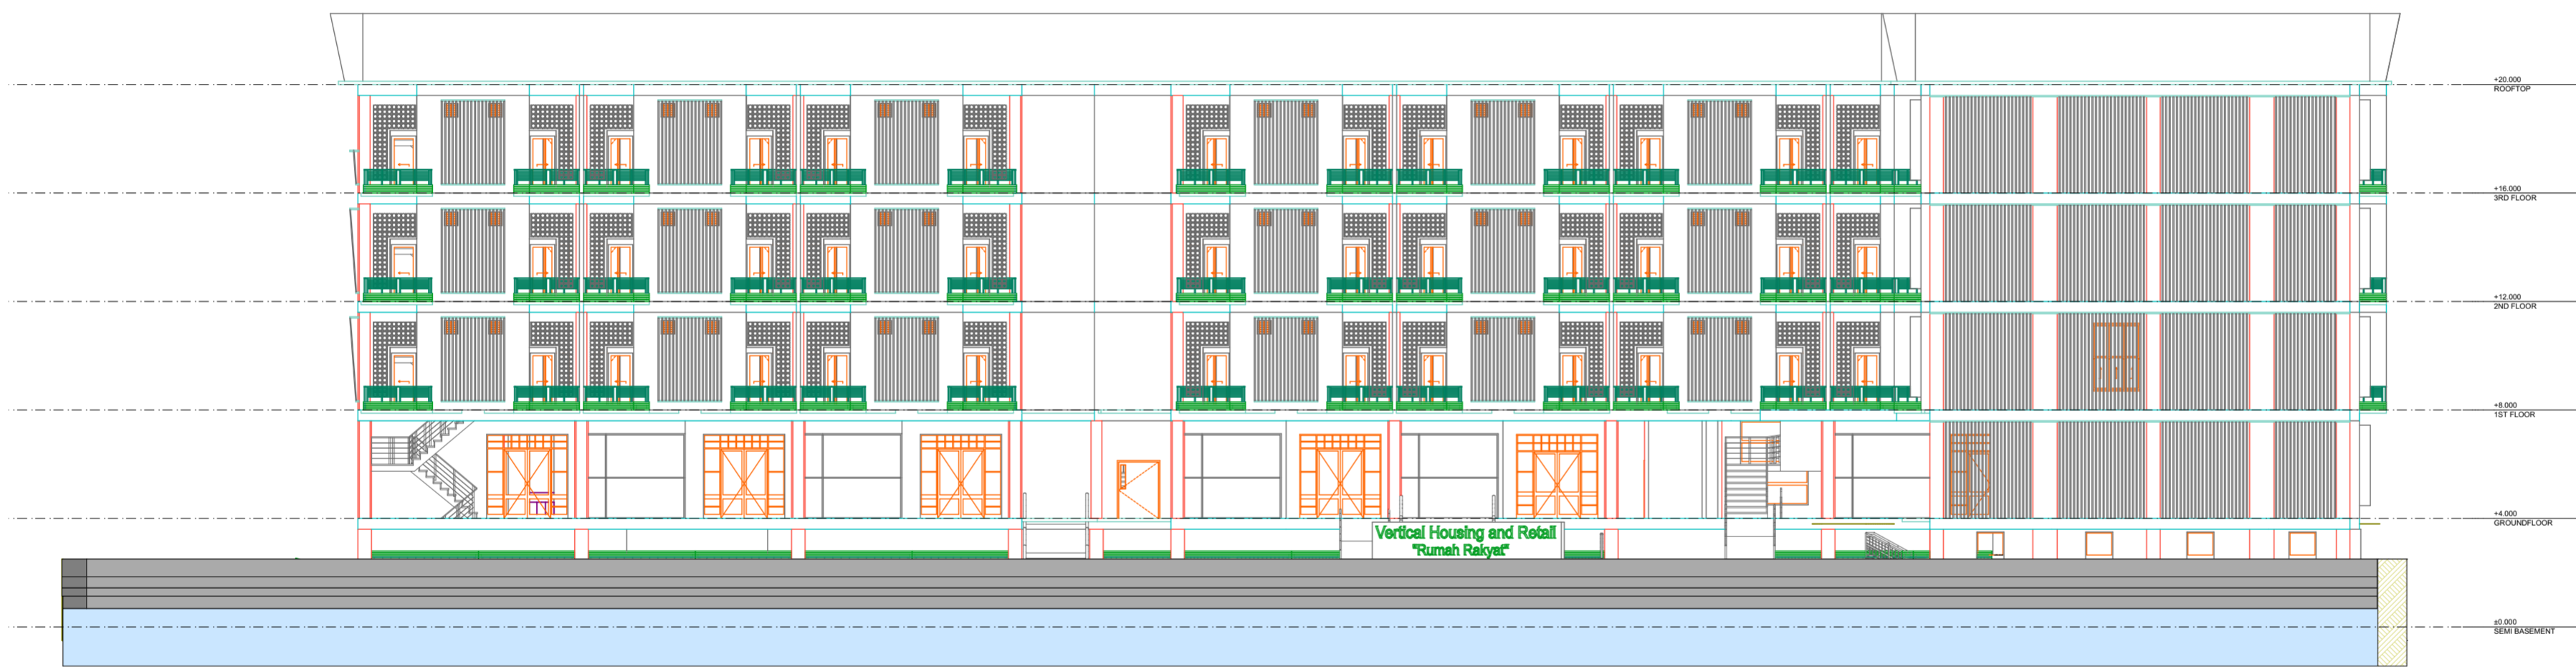 +20.000
ROOFTOP
+16.000
3RD FLOOR
+12.000
2ND FLOOR
+8.000
1ST FLOOR
+4.000
GROUNDFLOOR
Vertical Housing and Retail
"Rumah Rakyat"
±0.000
SEMI BASEMENT